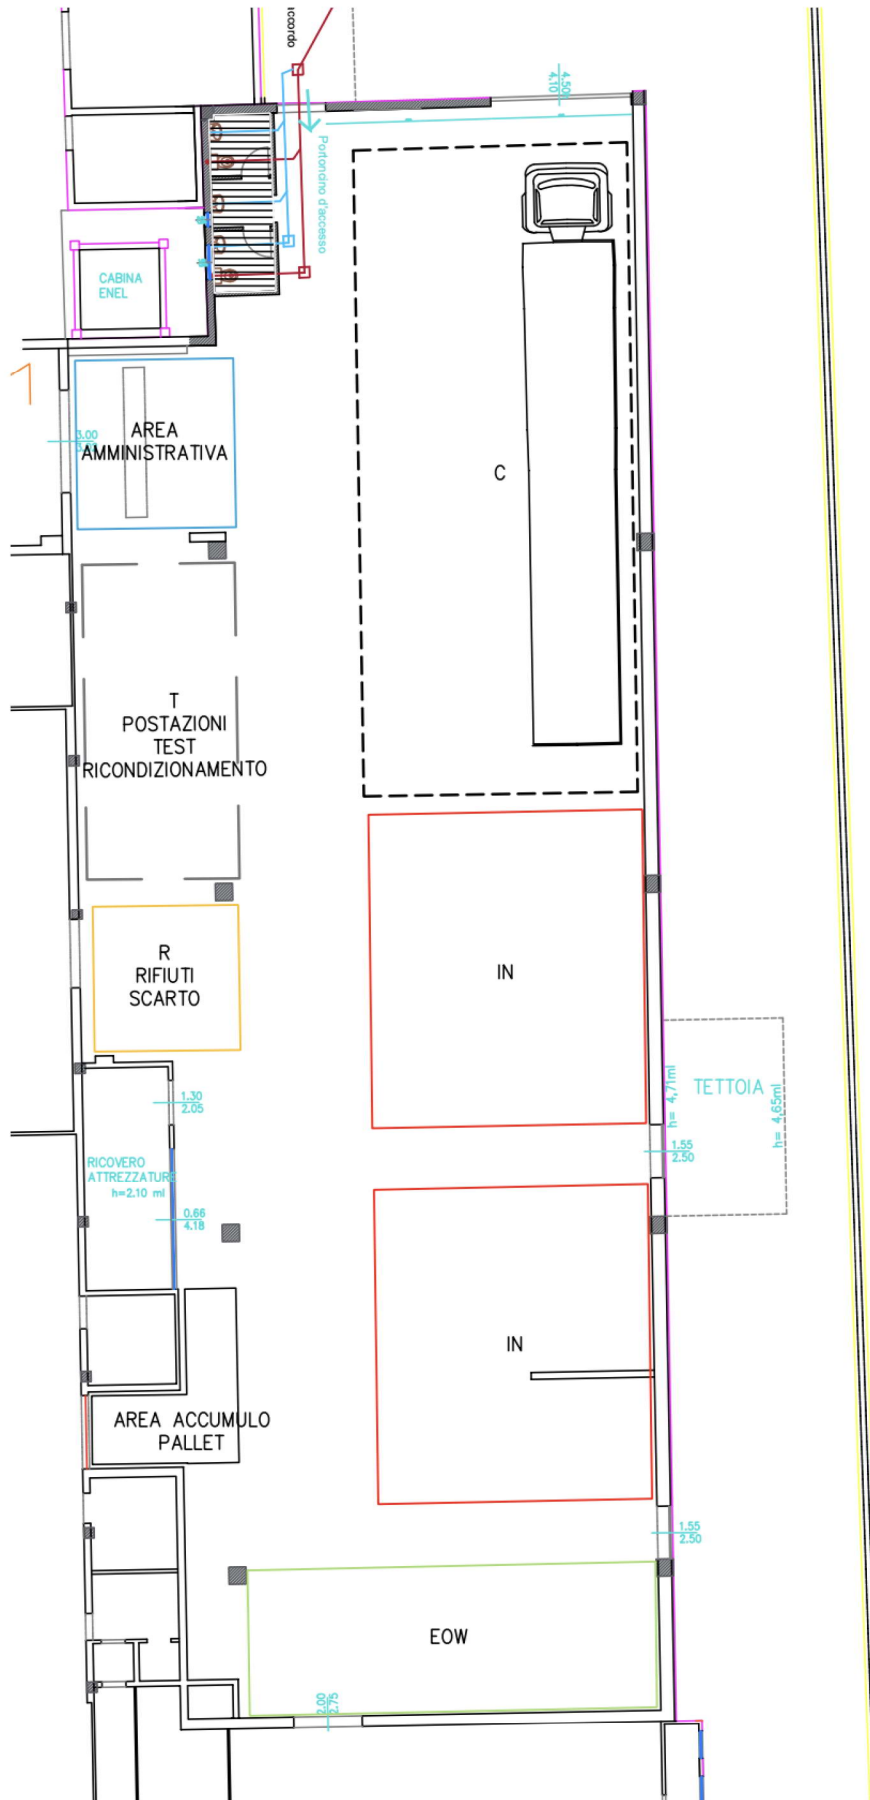 4.50
4.10
Portoncino d'accesso
CABINA
ENEL
3.00
AREA
AMMINISTRATIVA
C
T
POSTAZIONI
TEST
RICONDIZIONAMENTO
R
RIFIUTI
SCARTO
IN
TETTOIA
h= 4,71ml
h= 4,65ml
1.30
2.05
1.55
2.50
RICOVERO
ATTREZZATURE
h=2.10 ml
0.66
4.18
IN
AREA ACCUMULO
PALLET
1.55
2.50
EOW
2.00
2.75